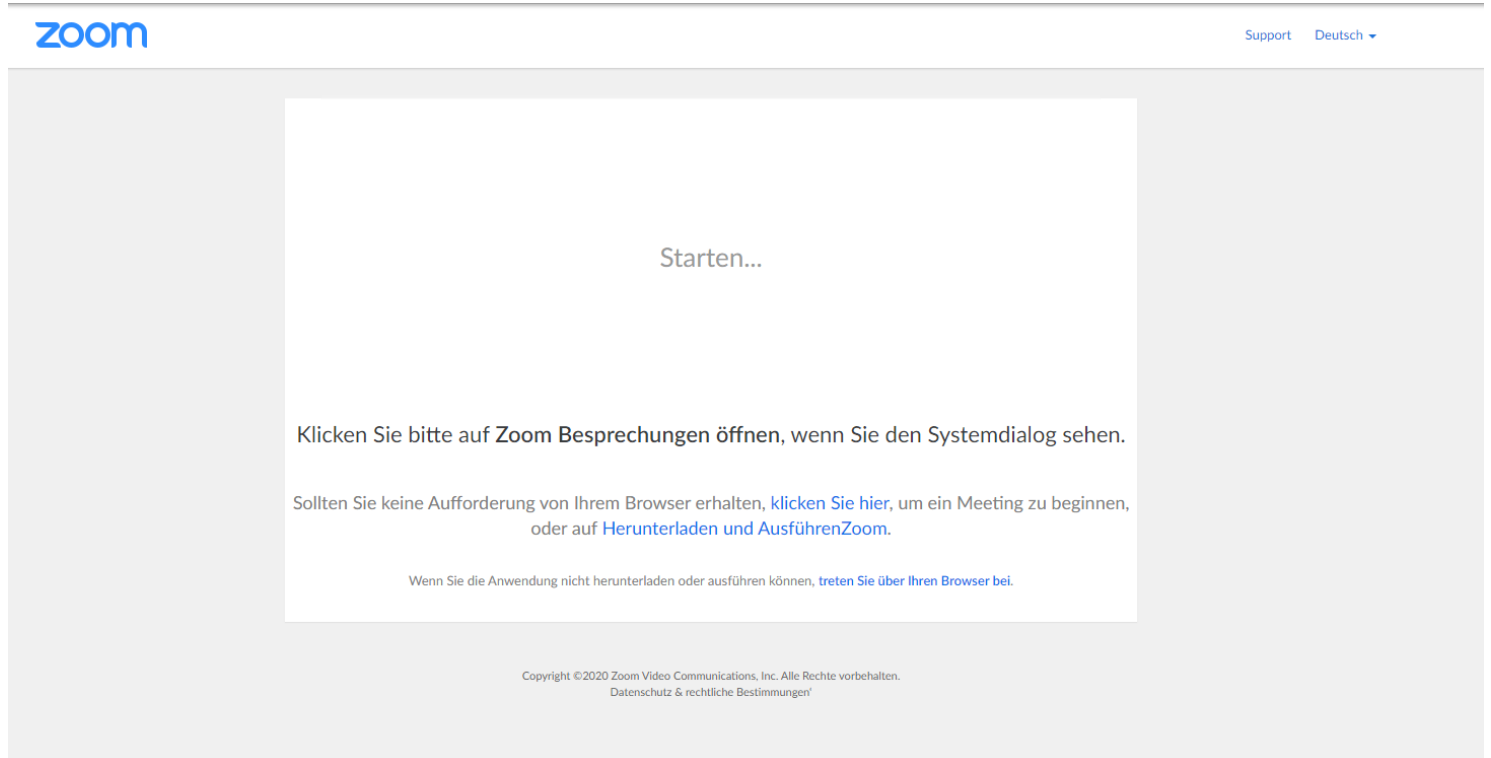 zoom
Support Deutsch
Starten...
Klicken Sie bitte auf Zoom Besprechungen öffnen, wenn Sie den Systemdialog sehen.
Sollten Sie keine Aufforderung von Ihrem Browser erhalten, klicken Sie hier, um ein Meeting zu beginnen,
oder auf Herunterladen und AusführenZoom.
Wenn Sie die Anwendung nicht herunterladen oder ausführen können, treten Sie über Ihren Browser bei.
Copyright ©2020 Zoom Video Communications, Inc. Alle Rechte vorbehalten.
Datenschutz & rechtliche Bestimmungen'